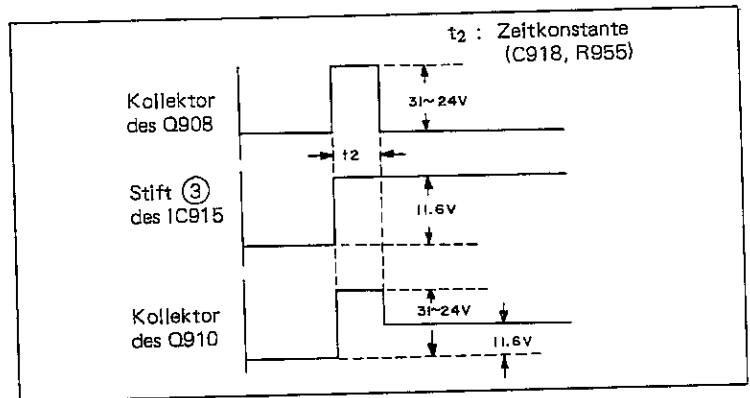 t₂ : Zeitkonstante
(C918, R955)
Kollektor
des Q908
31~24V
t2
Stift ③
des IC915
11.6V
Kollektor
des Q910
31~24V
11.6V